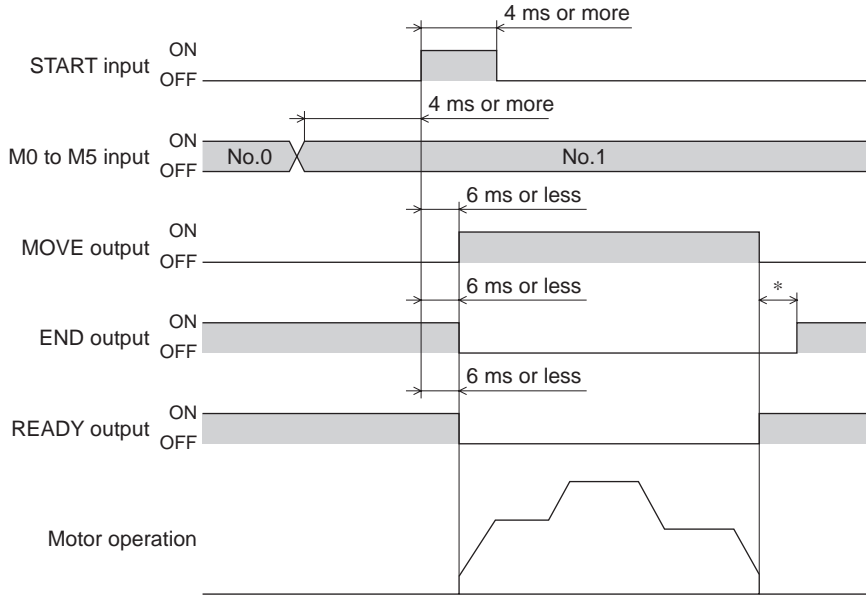 4 ms or more
START input ON OFF
4 ms or more
M0 to M5 input ON OFF No.0 No.1
6 ms or less
MOVE output ON OFF
6 ms or less *
END output ON OFF
6 ms or less
READY output ON OFF
Motor operation